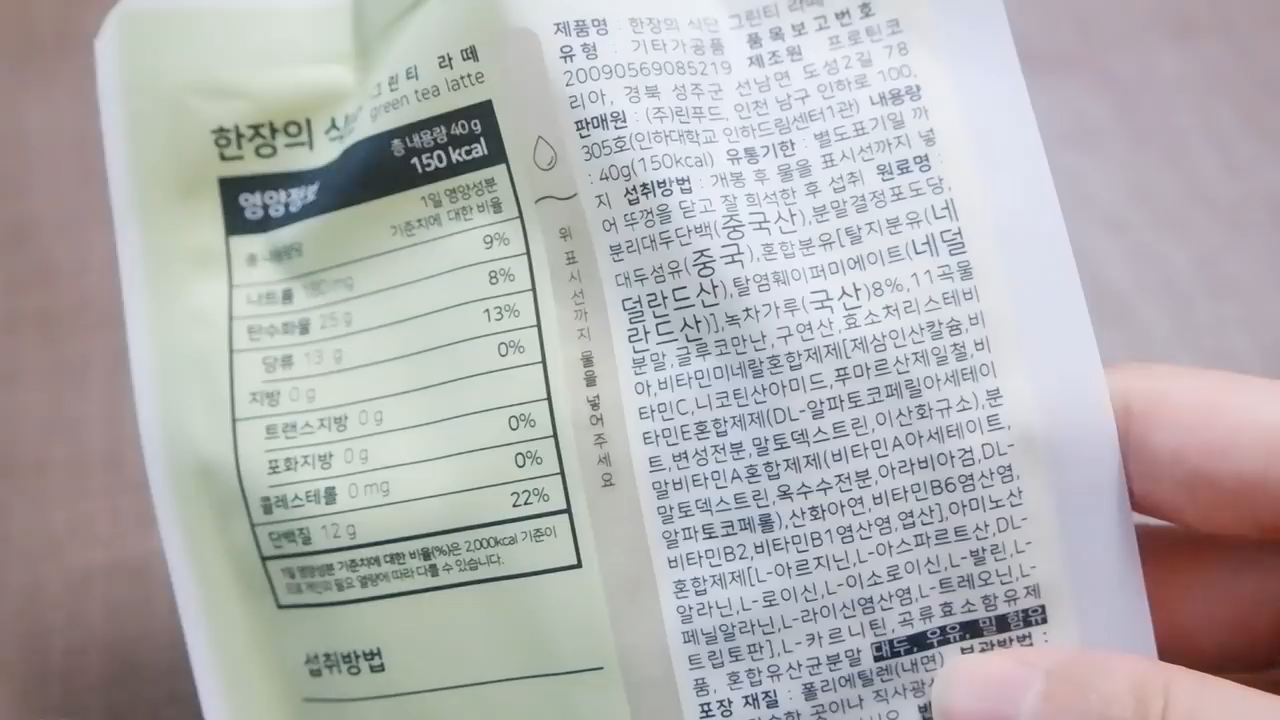 그린티 라떼
green tea latte
한장의 식
총 내용량 40 g
150 kcal
영양정보
1일 영양성분
기준치에 대한 비율
총 내용량당
나트륨 mg 9%
탄수화물 25 g 8%
당류 13 g 13%
지방 0 g 0%
트랜스지방 0 g
포화지방 0 g 0%
콜레스테롤 0 mg 0%
단백질 12 g 22%
1일 영양성분 기준치에 대한 비율(%)은 2,000kcal 기준이
필요 열량에 따라 다를 수 있습니다.
섭취방법
위 표시선까지 물을 넣어주세요
제품명 : 한장의 식단 그린티 라떼
유형 : 기타가공품 품목보고번호
20090569085219 제조원 프로틴코
리아, 경북 성주군 선남면 도성2길 78
판매원 : (주)린푸드, 인천 남구 인하로 100,
305호(인하대학교 인하드림센터1관) 내용량
: 40g(150kcal) 유통기한 : 별도표기일 까
지 섭취방법 : 개봉 후 물을 표시선까지 넣
어 뚜껑을 닫고 잘 희석한 후 섭취 원료명 :
분리대두단백(중국산),분말결정포도당,
대두섬유(중국),혼합분유[탈지분유(네
덜란드산),탈염훼이퍼미에이트(네덜
란드산)],녹차가루(국산)8%,11곡물
분말,글루코만난,구연산,효소처리스테비
아,비타민미네랄혼합제제[제삼인산칼슘,비
타민C,니코틴산아미드,푸마르산제일철,비
타민E혼합제제(DL-알파토코페릴아세테이
트,변성전분,말토덱스트린,이산화규소),분
말비타민A혼합제제(비타민A아세테이트,
말토덱스트린,옥수수전분,아라비아검,DL-
알파토코페롤),산화아연,비타민B6염산염,
비타민B2,비타민B1염산염,엽산],아미노산
혼합제제[L-아르지닌,L-아스파르트산,DL-
알라닌,L-로이신,L-이소로이신,L-발린,L-
페닐알라닌,L-라이신염산염,L-트레오닌,L-
트립토판],L-카르니틴,곡류효소함유제
품, 혼합유산균분말 대두, 우유, 밀 함유
포장 재질 : 폴리에틸렌(내면) 보관방법 :
곳이나 직사광